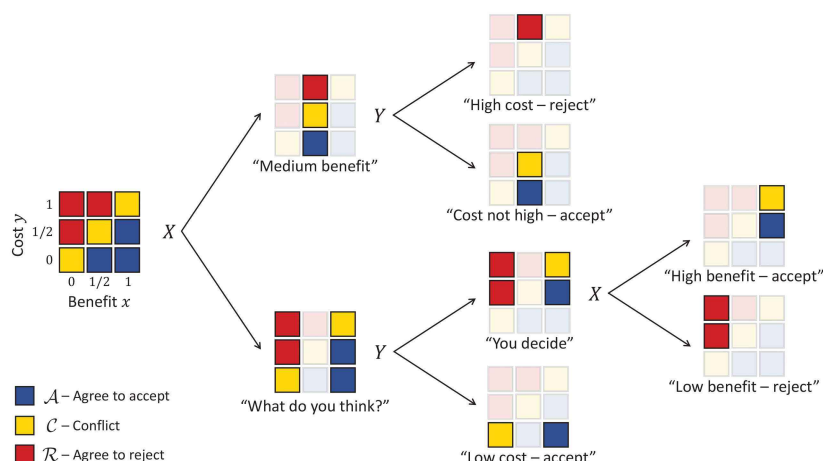 "High cost – reject"
"Medium benefit"
Y
"Cost not high – accept"
Cost y
1
1/2
0
0 1/2 1
Benefit x
X
"High benefit – accept"
"You decide"
X
"Low benefit – reject"
"What do you think?"
Y
"Low cost – accept"
A – Agree to accept
C – Conflict
R – Agree to reject